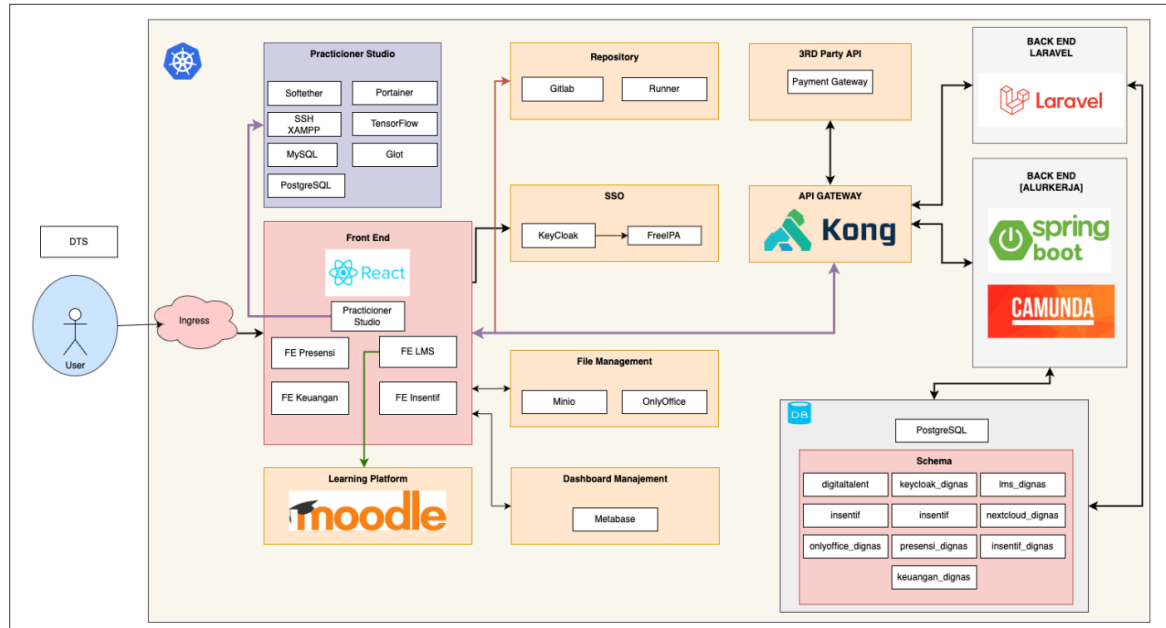 DTS
User
Ingress
Practicioner Studio
Softether
Portainer
SSH
XAMPP
TensorFlow
MySQL
Glot
PostgreSQL
Front End
React
Practicioner
Studio
FE Presensi
FE LMS
FE Keuangan
FE Insentif
Learning Platform
moodle
Repository
Gitlab
Runner
SSO
KeyCloak
FreeIPA
File Management
Minio
OnlyOffice
Dashboard Manajement
Metabase
3RD Party API
Payment Gateway
API GATEWAY
Kong
BACK END
LARAVEL
Laravel
BACK END
[ALURKERJA]
spring
boot
CAMUNDA
DB
PostgreSQL
Schema
digitaltalent
keycloak_dignas
lms_dignas
insentif
insentif
nextcloud_dignas
onlyoffice_dignas
presensi_dignas
insentif_dignas
keuangan_dignas